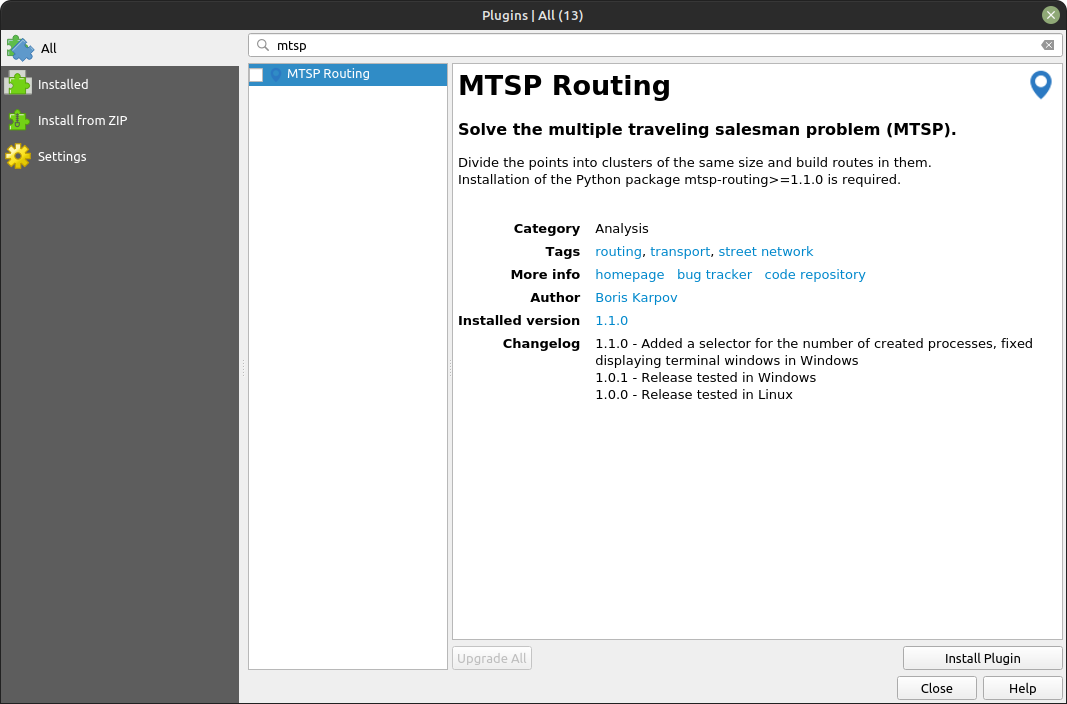 Plugins | All (13)
All
Installed
Install from ZIP
Settings
mtsp
MTSP Routing
MTSP Routing
Solve the multiple traveling salesman problem (MTSP).
Divide the points into clusters of the same size and build routes in them.
Installation of the Python package mtsp-routing>=1.1.0 is required.
Category Analysis
Tags routing, transport, street network
More info homepage bug tracker code repository
Author Boris Karpov
Installed version 1.1.0
Changelog 1.1.0 - Added a selector for the number of created processes, fixed
displaying terminal windows in Windows
1.0.1 - Release tested in Windows
1.0.0 - Release tested in Linux
Upgrade All
Install Plugin
Close
Help